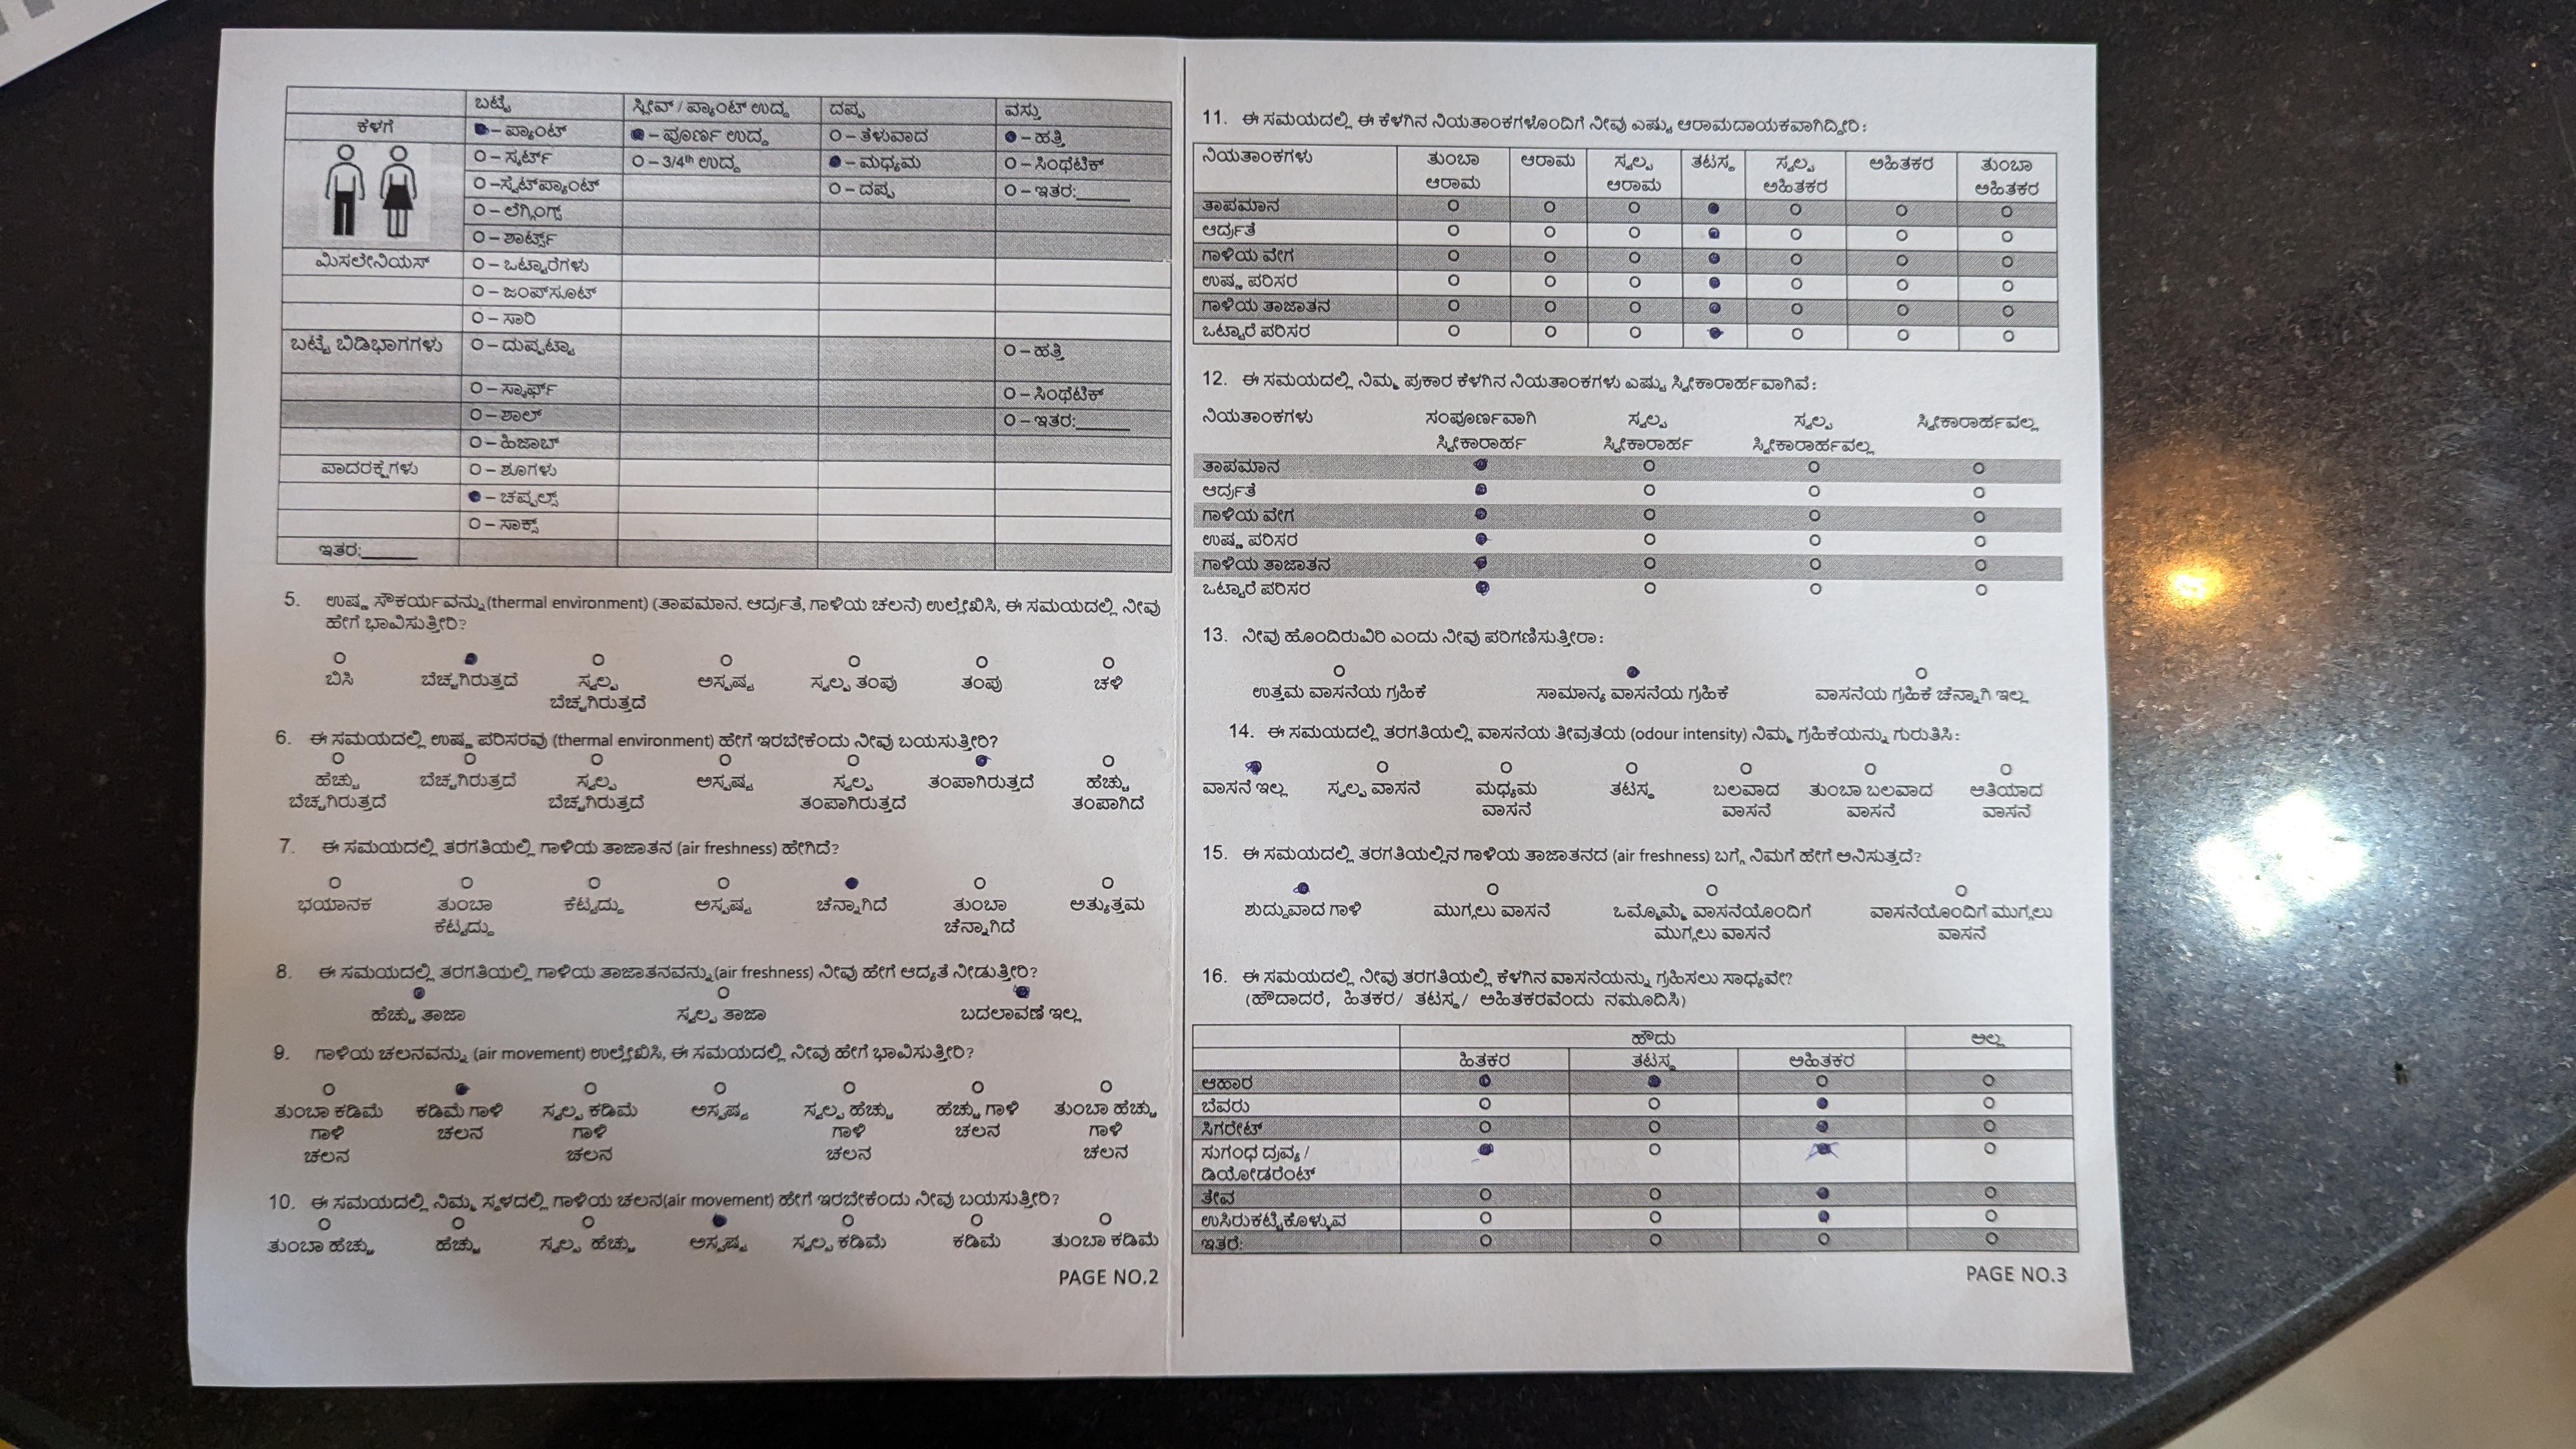 ಬಟ್ಟೆ ಸ್ಲೀವ್ / ಪ್ಯಾಂಟ್ ಉದ್ದ ದಪ್ಪ ವಸ್ತು
ಕೆಳಗೆ - ಪ್ಯಾಂಟ್ - ಪೂರ್ಣ ಉದ್ದ - ತೆಳುವಾದ - ಹತ್ತಿ
- ಸ್ಕರ್ಟ್ - 3/4th ಉದ್ದ - ಮಧ್ಯಮ - ಸಿಂಥೆಟಿಕ್
- ಸ್ವೆಟ್‌ಪ್ಯಾಂಟ್ - ದಪ್ಪ - ಇತರ:______
- ಲೆಗ್ಗಿಂಗ್ಸ್
- ಶಾರ್ಟ್ಸ್
ಮಿಸಲೇನಿಯಸ್ - ಒಟ್ಟಾರೆಗಳು
- ಜಂಪ್‌ಸೂಟ್
- ಸಾರಿ
ಬಟ್ಟೆ ಬಿಡಿಭಾಗಗಳು - ದುಪ್ಪಟ್ಟಾ - ಹತ್ತಿ
- ಸ್ಕಾರ್ಫ್ - ಸಿಂಥೆಟಿಕ್
- ಶಾಲ್ - ಇತರ:______
- ಹಿಜಾಬ್
ಪಾದರಕ್ಷೆಗಳು - ಶೂಗಳು
- ಚಪ್ಪಲ್ಸ್
- ಸಾಕ್ಸ್
ಇತರ:______
5. ಉಷ್ಣ ಸೌಕರ್ಯವನ್ನು (thermal environment) (ತಾಪಮಾನ, ಆರ್ದ್ರತೆ, ಗಾಳಿಯ ಚಲನೆ) ಉಲ್ಲೇಖಿಸಿ, ಈ ಸಮಯದಲ್ಲಿ ನೀವು
ಹೇಗೆ ಭಾವಿಸುತ್ತೀರಿ?
ಬಿಸಿ ಬೆಚ್ಚಗಿರುತ್ತದೆ ಸ್ವಲ್ಪ ಅಸ್ಪಷ್ಟ ಸ್ವಲ್ಪ ತಂಪು ತಂಪು ಚಳಿ
ಬೆಚ್ಚಗಿರುತ್ತದೆ
6. ಈ ಸಮಯದಲ್ಲಿ ಉಷ್ಣ ಪರಿಸರವು (thermal environment) ಹೇಗೆ ಇರಬೇಕೆಂದು ನೀವು ಬಯಸುತ್ತೀರಿ?
ಹೆಚ್ಚು ಬೆಚ್ಚಗಿರುತ್ತದೆ ಸ್ವಲ್ಪ ಅಸ್ಪಷ್ಟ ಸ್ವಲ್ಪ ತಂಪಾಗಿರುತ್ತದೆ ಹೆಚ್ಚು
ಬೆಚ್ಚಗಿರುತ್ತದೆ ಬೆಚ್ಚಗಿರುತ್ತದೆ ತಂಪಾಗಿರುತ್ತದೆ ತಂಪಾಗಿದೆ
7. ಈ ಸಮಯದಲ್ಲಿ ತರಗತಿಯಲ್ಲಿ ಗಾಳಿಯ ತಾಜಾತನ (air freshness) ಹೇಗಿದೆ?
ಭಯಾನಕ ತುಂಬಾ ಕೆಟ್ಟದ್ದು ಅಸ್ಪಷ್ಟ ಚೆನ್ನಾಗಿದೆ ತುಂಬಾ ಅತ್ಯುತ್ತಮ
ಕೆಟ್ಟದ್ದು ಚೆನ್ನಾಗಿದೆ
8. ಈ ಸಮಯದಲ್ಲಿ ತರಗತಿಯಲ್ಲಿ ಗಾಳಿಯ ತಾಜಾತನವನ್ನು (air freshness) ನೀವು ಹೇಗೆ ಆದ್ಯತೆ ನೀಡುತ್ತೀರಿ?
ಹೆಚ್ಚು ತಾಜಾ ಸ್ವಲ್ಪ ತಾಜಾ ಬದಲಾವಣೆ ಇಲ್ಲ
9. ಗಾಳಿಯ ಚಲನವನ್ನು (air movement) ಉಲ್ಲೇಖಿಸಿ, ಈ ಸಮಯದಲ್ಲಿ ನೀವು ಹೇಗೆ ಭಾವಿಸುತ್ತೀರಿ?
ತುಂಬಾ ಕಡಿಮೆ ಕಡಿಮೆ ಗಾಳಿ ಸ್ವಲ್ಪ ಕಡಿಮೆ ಅಸ್ಪಷ್ಟ ಸ್ವಲ್ಪ ಹೆಚ್ಚು ಹೆಚ್ಚು ಗಾಳಿ ತುಂಬಾ ಹೆಚ್ಚು
ಗಾಳಿ ಚಲನ ಗಾಳಿ ಗಾಳಿ ಚಲನ ಗಾಳಿ
ಚಲನ ಚಲನ ಚಲನ ಚಲನ
10. ಈ ಸಮಯದಲ್ಲಿ ನಿಮ್ಮ ಸ್ಥಳದಲ್ಲಿ ಗಾಳಿಯ ಚಲನ(air movement) ಹೇಗೆ ಇರಬೇಕೆಂದು ನೀವು ಬಯಸುತ್ತೀರಿ?
ತುಂಬಾ ಹೆಚ್ಚು ಹೆಚ್ಚು ಸ್ವಲ್ಪ ಹೆಚ್ಚು ಅಸ್ಪಷ್ಟ ಸ್ವಲ್ಪ ಕಡಿಮೆ ಕಡಿಮೆ ತುಂಬಾ ಕಡಿಮೆ
PAGE NO.2
11. ಈ ಸಮಯದಲ್ಲಿ ಈ ಕೆಳಗಿನ ನಿಯತಾಂಕಗಳೊಂದಿಗೆ ನೀವು ಎಷ್ಟು ಆರಾಮದಾಯಕವಾಗಿದ್ದೀರಿ:
ನಿಯತಾಂಕಗಳು ತುಂಬಾ ಆರಾಮ ಸ್ವಲ್ಪ ತಟಸ್ಥ ಸ್ವಲ್ಪ ಅಹಿತಕರ ತುಂಬಾ
ಆರಾಮ ಆರಾಮ ಅಹಿತಕರ ಅಹಿತಕರ
ತಾಪಮಾನ
ಆರ್ದ್ರತೆ
ಗಾಳಿಯ ವೇಗ
ಉಷ್ಣ ಪರಿಸರ
ಗಾಳಿಯ ತಾಜಾತನ
ಒಟ್ಟಾರೆ ಪರಿಸರ
12. ಈ ಸಮಯದಲ್ಲಿ ನಿಮ್ಮ ಪ್ರಕಾರ ಕೆಳಗಿನ ನಿಯತಾಂಕಗಳು ಎಷ್ಟು ಸ್ವೀಕಾರಾರ್ಹವಾಗಿವೆ:
ನಿಯತಾಂಕಗಳು ಸಂಪೂರ್ಣವಾಗಿ ಸ್ವಲ್ಪ ಸ್ವಲ್ಪ ಸ್ವೀಕಾರಾರ್ಹವಲ್ಲ
ಸ್ವೀಕಾರಾರ್ಹ ಸ್ವೀಕಾರಾರ್ಹ ಸ್ವೀಕಾರಾರ್ಹವಲ್ಲ
ತಾಪಮಾನ
ಆರ್ದ್ರತೆ
ಗಾಳಿಯ ವೇಗ
ಉಷ್ಣ ಪರಿಸರ
ಗಾಳಿಯ ತಾಜಾತನ
ಒಟ್ಟಾರೆ ಪರಿಸರ
13. ನೀವು ಹೊಂದಿರುವಿರಿ ಎಂದು ನೀವು ಪರಿಗಣಿಸುತ್ತೀರಾ:
ಉತ್ತಮ ವಾಸನೆಯ ಗ್ರಹಿಕೆ ಸಾಮಾನ್ಯ ವಾಸನೆಯ ಗ್ರಹಿಕೆ ವಾಸನೆಯ ಗ್ರಹಿಕೆ ಚೆನ್ನಾಗಿ ಇಲ್ಲ
14. ಈ ಸಮಯದಲ್ಲಿ ತರಗತಿಯಲ್ಲಿ ವಾಸನೆಯ ತೀವ್ರತೆಯ (odour intensity) ನಿಮ್ಮ ಗ್ರಹಿಕೆಯನ್ನು ಗುರುತಿಸಿ:
ವಾಸನೆ ಇಲ್ಲ ಸ್ವಲ್ಪ ವಾಸನೆ ಮಧ್ಯಮ ತಟಸ್ಥ ಬಲವಾದ ತುಂಬಾ ಬಲವಾದ ಅತಿಯಾದ
ವಾಸನೆ ವಾಸನೆ ವಾಸನೆ ವಾಸನೆ
15. ಈ ಸಮಯದಲ್ಲಿ ತರಗತಿಯಲ್ಲಿನ ಗಾಳಿಯ ತಾಜಾತನದ (air freshness) ಬಗ್ಗೆ ನಿಮಗೆ ಹೇಗೆ ಅನಿಸುತ್ತದೆ?
ಶುದ್ದುವಾದ ಗಾಳಿ ಮುಗ್ಗಲು ವಾಸನೆ ಒಮ್ಮೊಮ್ಮೆ ವಾಸನೆಯೊಂದಿಗೆ ವಾಸನೆಯೊಂದಿಗೆ ಮುಗ್ಗಲು
ಮುಗ್ಗಲು ವಾಸನೆ ವಾಸನೆ
16. ಈ ಸಮಯದಲ್ಲಿ ನೀವು ತರಗತಿಯಲ್ಲಿ ಕೆಳಗಿನ ವಾಸನೆಯನ್ನು ಗ್ರಹಿಸಲು ಸಾಧ್ಯವೇ?
(ಹೌದಾದರೆ, ಹಿತಕರ/ ತಟಸ್ಥ/ ಅಹಿತಕರವೆಂದು ನಮೂದಿಸಿ)
ಹೌದು ಅಲ್ಲ
ಹಿತಕರ ತಟಸ್ಥ ಅಹಿತಕರ
ಆಹಾರ
ಬೆವರು
ಸಿಗರೇಟ್
ಸುಗಂಧ ದ್ರವ್ಯ /
ಡಿಯೋಡರೆಂಟ್
ತೇವ
ಉಸಿರುಕಟ್ಟಿಕೊಳ್ಳುವ
ಇತರೆ:
PAGE NO.3